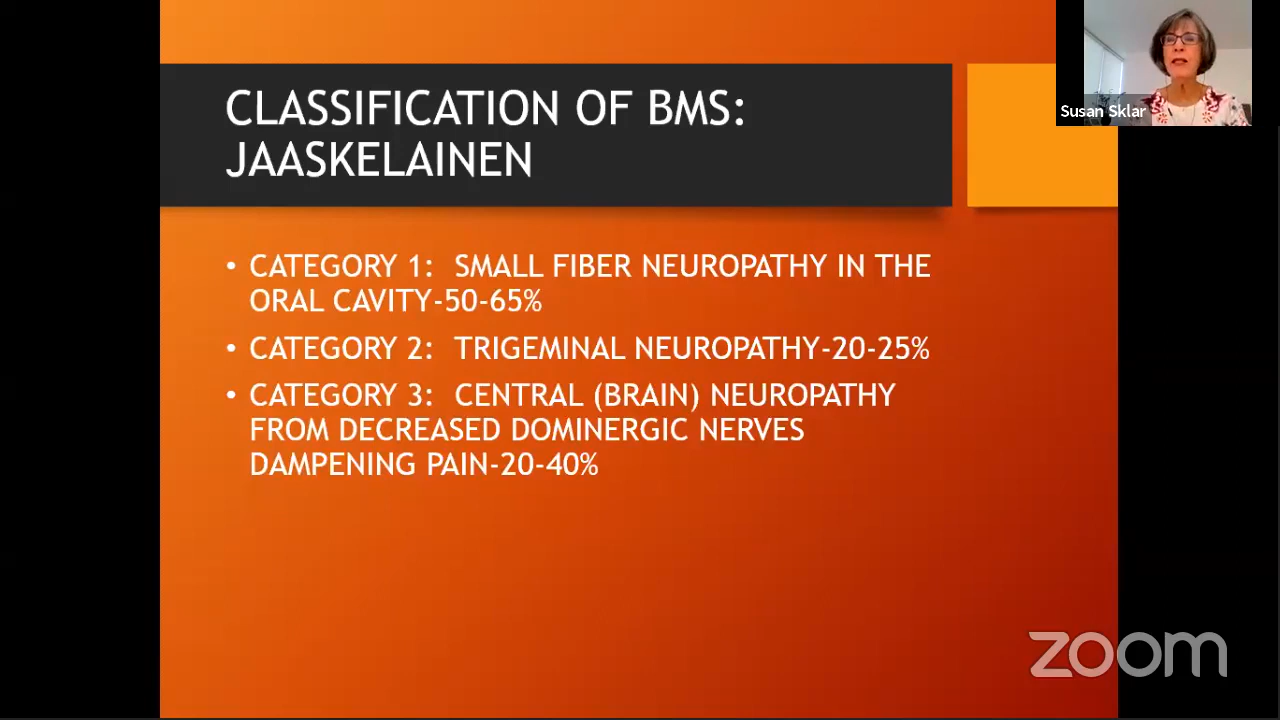 CLASSIFICATION OF BMS:
JAASKELAINEN
Susan Sklar
• CATEGORY 1:  SMALL FIBER NEUROPATHY IN THE
ORAL CAVITY-50-65%
• CATEGORY 2:  TRIGEMINAL NEUROPATHY-20-25%
• CATEGORY 3:  CENTRAL (BRAIN) NEUROPATHY
FROM DECREASED DOMINERGIC NERVES
DAMPENING PAIN-20-40%
zoom